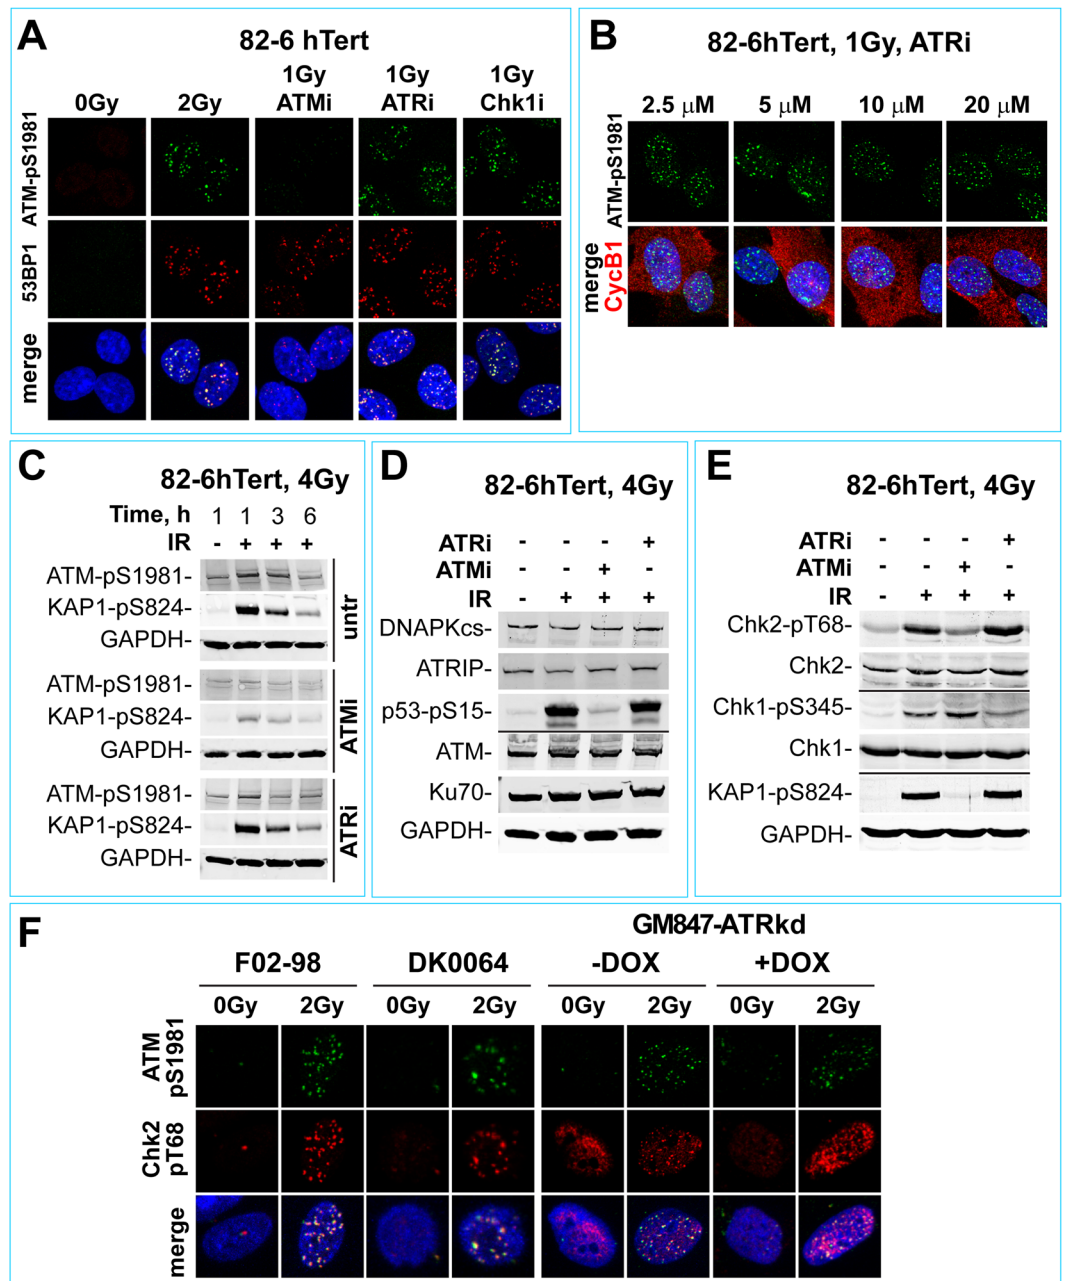 A
82-6 hTert
0Gy
2Gy
1Gy
ATMi
1Gy
ATRi
1Gy
Chk1i
ATM-pS1981
53BP1
merge
B
82-6hTert, 1Gy, ATRi
2.5 μM
5 μM
10 μM
20 μM
ATM-pS1981
merge
CycB1
C
82-6hTert, 4Gy
Time, h 1 1 3 6
IR - + + +
ATM-pS1981-
KAP1-pS824-
GAPDH-
untr
ATM-pS1981-
KAP1-pS824-
GAPDH-
ATMi
ATM-pS1981-
KAP1-pS824-
GAPDH-
ATRi
D
82-6hTert, 4Gy
ATRi - - - +
ATMi - - + -
IR - + + +
DNAPKcs-
ATRIP-
p53-pS15-
ATM-
Ku70-
GAPDH-
E
82-6hTert, 4Gy
ATRi - - - +
ATMi - - + -
IR - + + +
Chk2-pT68-
Chk2-
Chk1-pS345-
Chk1-
KAP1-pS824-
GAPDH-
F
GM847-ATRkd
F02-98 DK0064 -DOX +DOX
0Gy 2Gy 0Gy 2Gy 0Gy 2Gy 0Gy 2Gy
ATM
pS1981
Chk2
pT68
merge